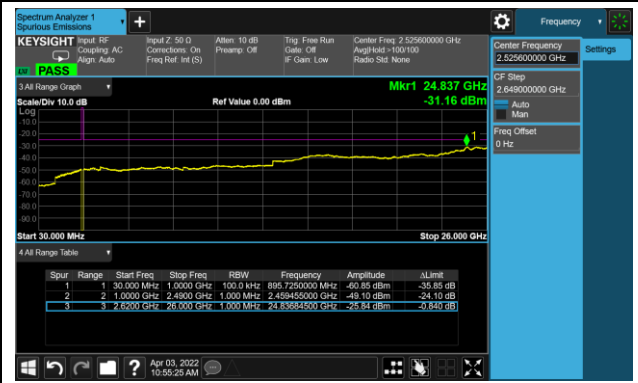 Spectrum Analyzer 1
Spurious Emissions
Frequency
KEYSIGHT
Input: RF
Coupling: AC
Align: Auto
Input Z: 50 Ω
Corrections: On
Freq Ref: Int (S)
Atten: 10 dB
Preamp: Off
Trig: Free Run
Gate: Off
IF Gain: Low
Center Freq: 2.525600000 GHz
Avg|Hold:>100/100
Radio Std: None
PASS
Center Frequency
2.525600000 GHz
Settings
CF Step
2.649000000 GHz
Auto
Man
Freq Offset
0 Hz
3 All Range Graph
Mkr1 24.837 GHz
Scale/Div 10.0 dB
Ref Value 0.00 dBm
-31.16 dBm
Log
-10.0
-20.0
-30.0
-40.0
-50.0
-60.0
-70.0
-80.0
-90.0
1
Start 30.000 MHz
Stop 26.000 GHz
4 All Range Table
Spur Range Start Freq Stop Freq RBW Frequency Amplitude ΔLimit
1 1 30.000 MHz 1.0000 GHz 100.0 kHz 895.7250000 MHz -60.85 dBm -35.85 dB
2 2 1.0000 GHz 2.4900 GHz 1.000 MHz 2.459455000 GHz -49.10 dBm -24.10 dB
3 3 2.6200 GHz 26.000 GHz 1.000 MHz 24.83684500 GHz -25.84 dBm -0.840 dB
Apr 03, 2022
10:55:25 AM